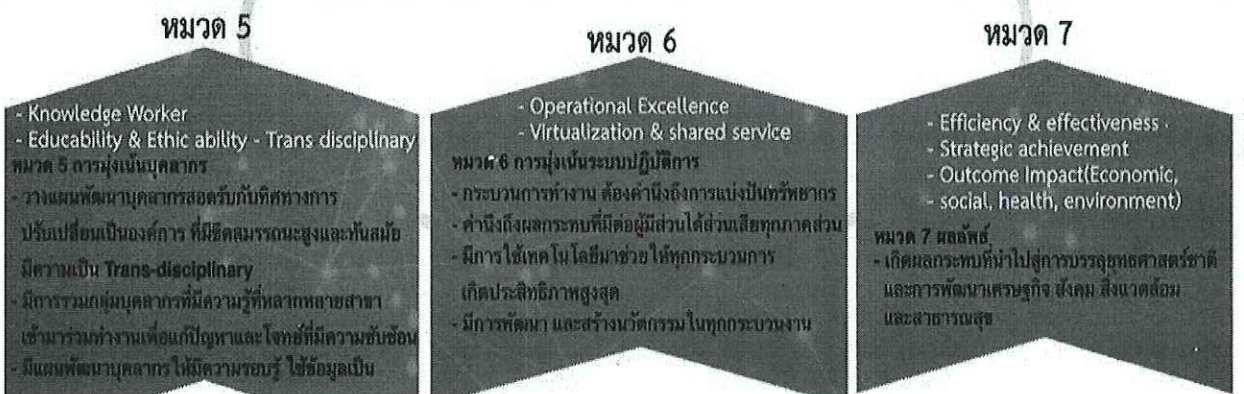 หมวด 5
- Knowledge Worker
- Educability & Ethic ability - Trans disciplinary
หมวด 5 การมุ่งเน้นบุคลากร
- วางแผนพัฒนาบุคลากรสอดรับกับทิศทางการ
ปรับเปลี่ยนเป็นองค์การ ที่มีขีดสมรรถนะสูงและทันสมัย
มีความเป็น Trans-disciplinary
- มีการรวมกลุ่มบุคลากรที่มีความรู้ที่หลากหลายสาขา
เข้ามาร่วมทำงานเพื่อแก้ปัญหาและโจทย์ที่มีความซับซ้อน
- มีแผนพัฒนาบุคลากรให้มีความรอบรู้ ใช้ข้อมูลเป็น
หมวด 6
- Operational Excellence
- Virtualization & shared service
หมวด 6 การมุ่งเน้นระบบปฏิบัติการ
- กระบวนการทำงาน ต้องคำนึงถึงการแบ่งปันทรัพยากร
- คำนึงถึงผลกระทบที่มีต่อผู้มีส่วนได้ส่วนเสียทุกภาคส่วน
- มีการใช้เทคโนโลยีมาช่วยให้ทุกกระบวนการ
เกิดประสิทธิภาพสูงสุด
- มีการพัฒนา และสร้างนวัตกรรมในทุกกระบวนงาน
หมวด 7
- Efficiency & effectiveness
- Strategic achievement
- Outcome Impact(Economic,
- social, health, environment)
หมวด 7 ผลลัพธ์
- เกิดผลกระทบที่นำไปสู่การบรรลุยุทธศาสตร์ชาติ
และการพัฒนาเศรษฐกิจ สังคม สิ่งแวดล้อม
และสาธารณสุข